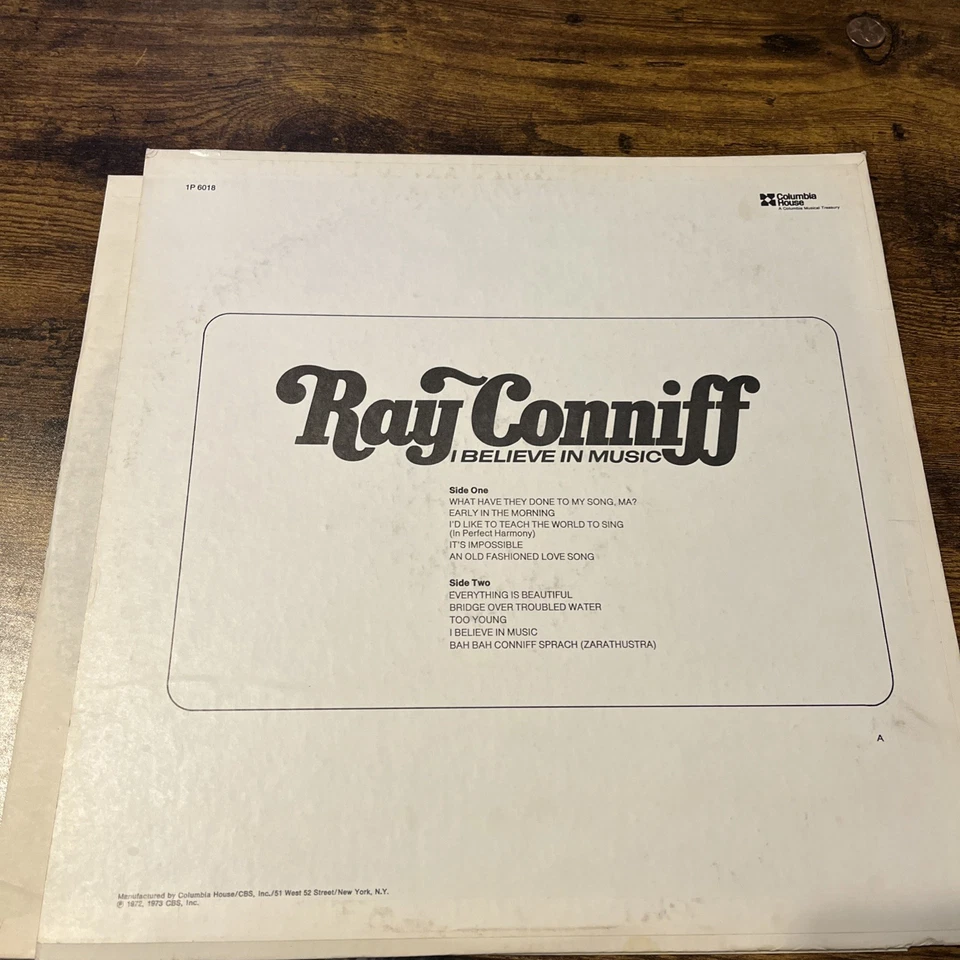 1P 6018
Columbia
House
A Columbia Musical Treasury
Ray Conniff
I BELIEVE IN MUSIC
Side One
WHAT HAVE THEY DONE TO MY SONG, MA?
EARLY IN THE MORNING
I'D LIKE TO TEACH THE WORLD TO SING
(In Perfect Harmony)
IT'S IMPOSSIBLE
AN OLD FASHIONED LOVE SONG
Side Two
EVERYTHING IS BEAUTIFUL
BRIDGE OVER TROUBLED WATER
TOO YOUNG
I BELIEVE IN MUSIC
BAH BAH CONNIFF SPRACH (ZARATHUSTRA)
A
Manufactured by Columbia House/CBS, Inc./51 West 52 Street/New York, N.Y.
℗ 1972, 1973 CBS, Inc.